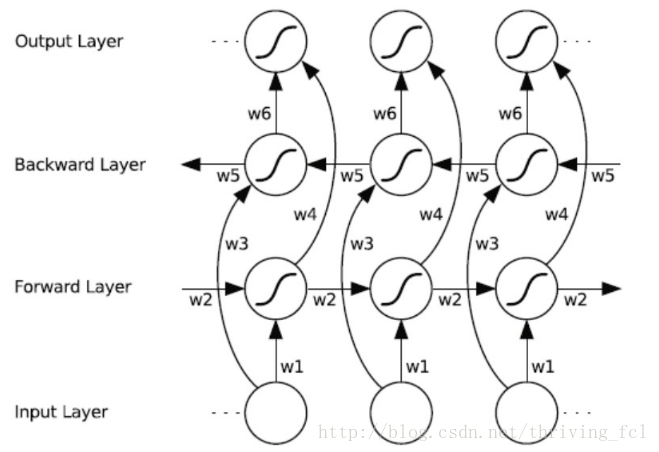 Output Layer
w6 w4 w6 w4 w6 w4
Backward Layer
w5 w5 w5 w5
w3 w3 w3
Forward Layer
w2 w2 w2 w2
w1 w1 w1
Input Layer
http://blog.csdn.net/thriving_fcl